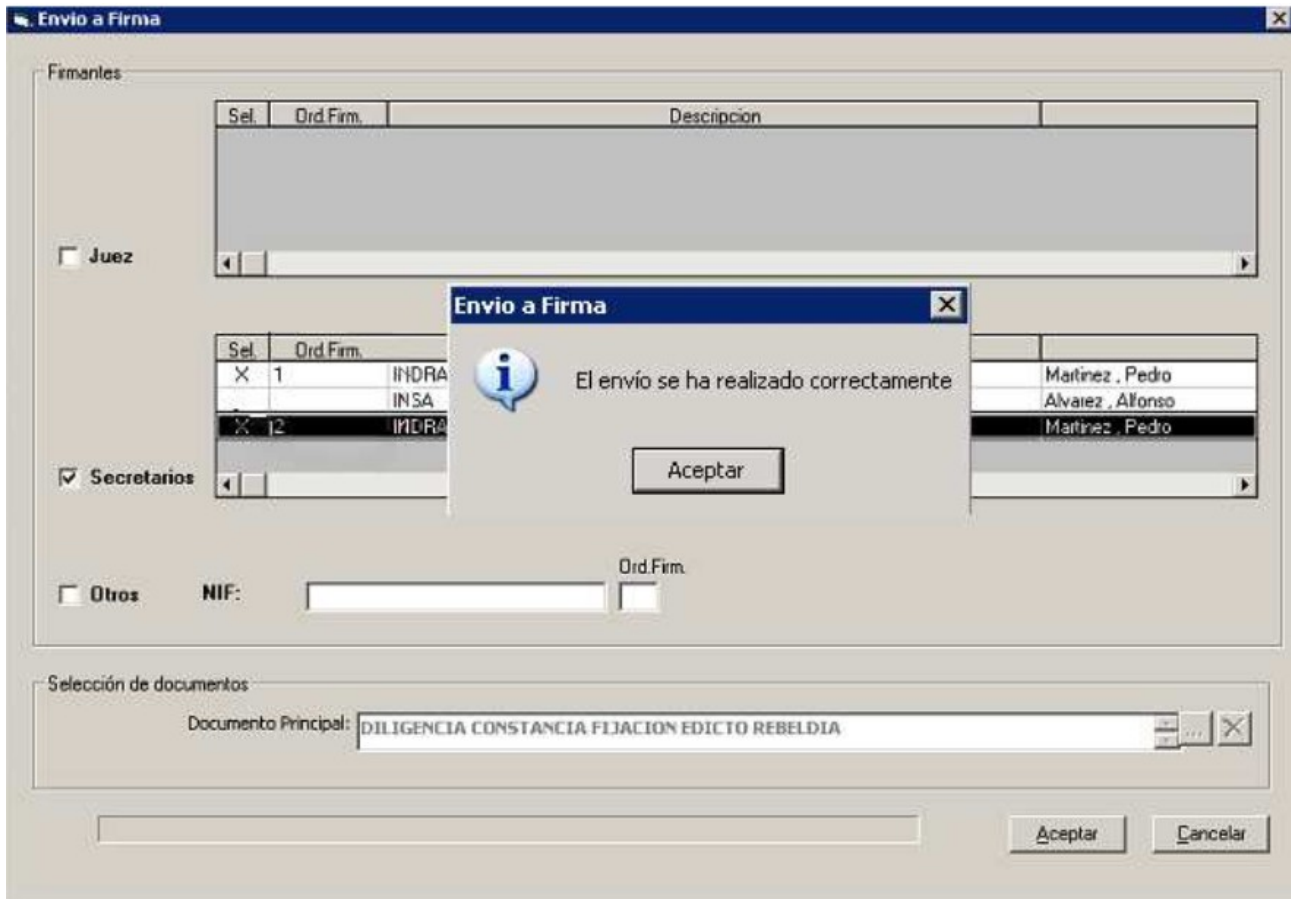 Envio a Firma
Firmantes
Sel. Ord.Firm. Descripcion
Juez
Envio a Firma
El envío se ha realizado correctamente
Aceptar
Sel. Ord.Firm.
X 1 INDRA Martinez , Pedro
INSA Alvarez , Alfonso
X 2 INDRA Martinez , Pedro
Secretarios
Ord.Firm.
Otros NIF:
Selección de documentos
Documento Principal: DILIGENCIA CONSTANCIA FIJACION EDICTO REBELDIA ...
Aceptar Cancelar